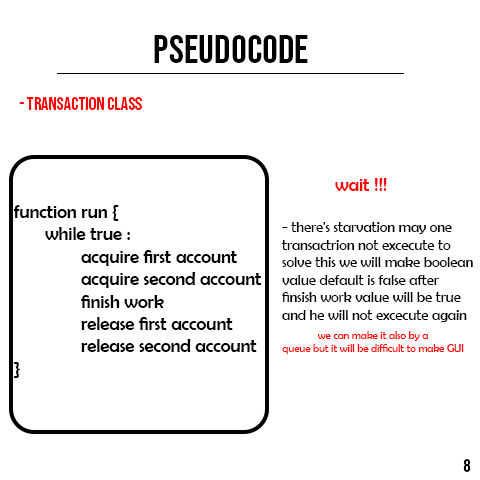 PSEUDOCODE
- TRANSACTION CLASS
function run {
while true :
acquire first account
acquire second account
finish work
release first account
release second account
}
wait !!!
- there's starvation may one
transactrion not excecute to
solve this we will make boolean
value default is false after
finsish work value will be true
and he will not excecute again
we can make it also by a
queue but it will be difficult to make GUI
8